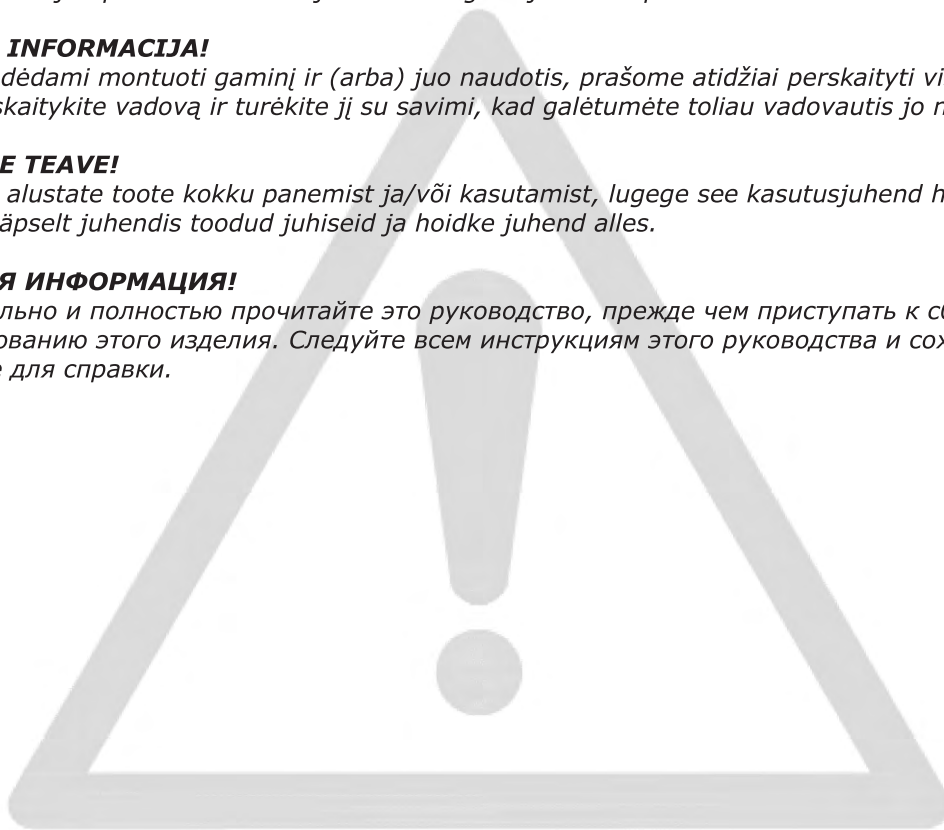 INFORMACIJA!
dėdami montuoti gaminį ir (arba) juo naudotis, prašome atidžiai perskaityti
skaitykite vadovą ir turėkite jį su savimi, kad galėtumėte toliau vadovautis jo
TEAVE!
alustate toote kokku panemist ja/või kasutamist, lugege see kasutusjuhend
äpselt juhendis toodud juhiseid ja hoidke juhend alles.
Я ИНФОРМАЦИЯ!
льно и полностью прочитайте это руководство, прежде чем приступать к
ованию этого изделия. Следуйте всем инструкциям этого руководства и сох
е для справки.